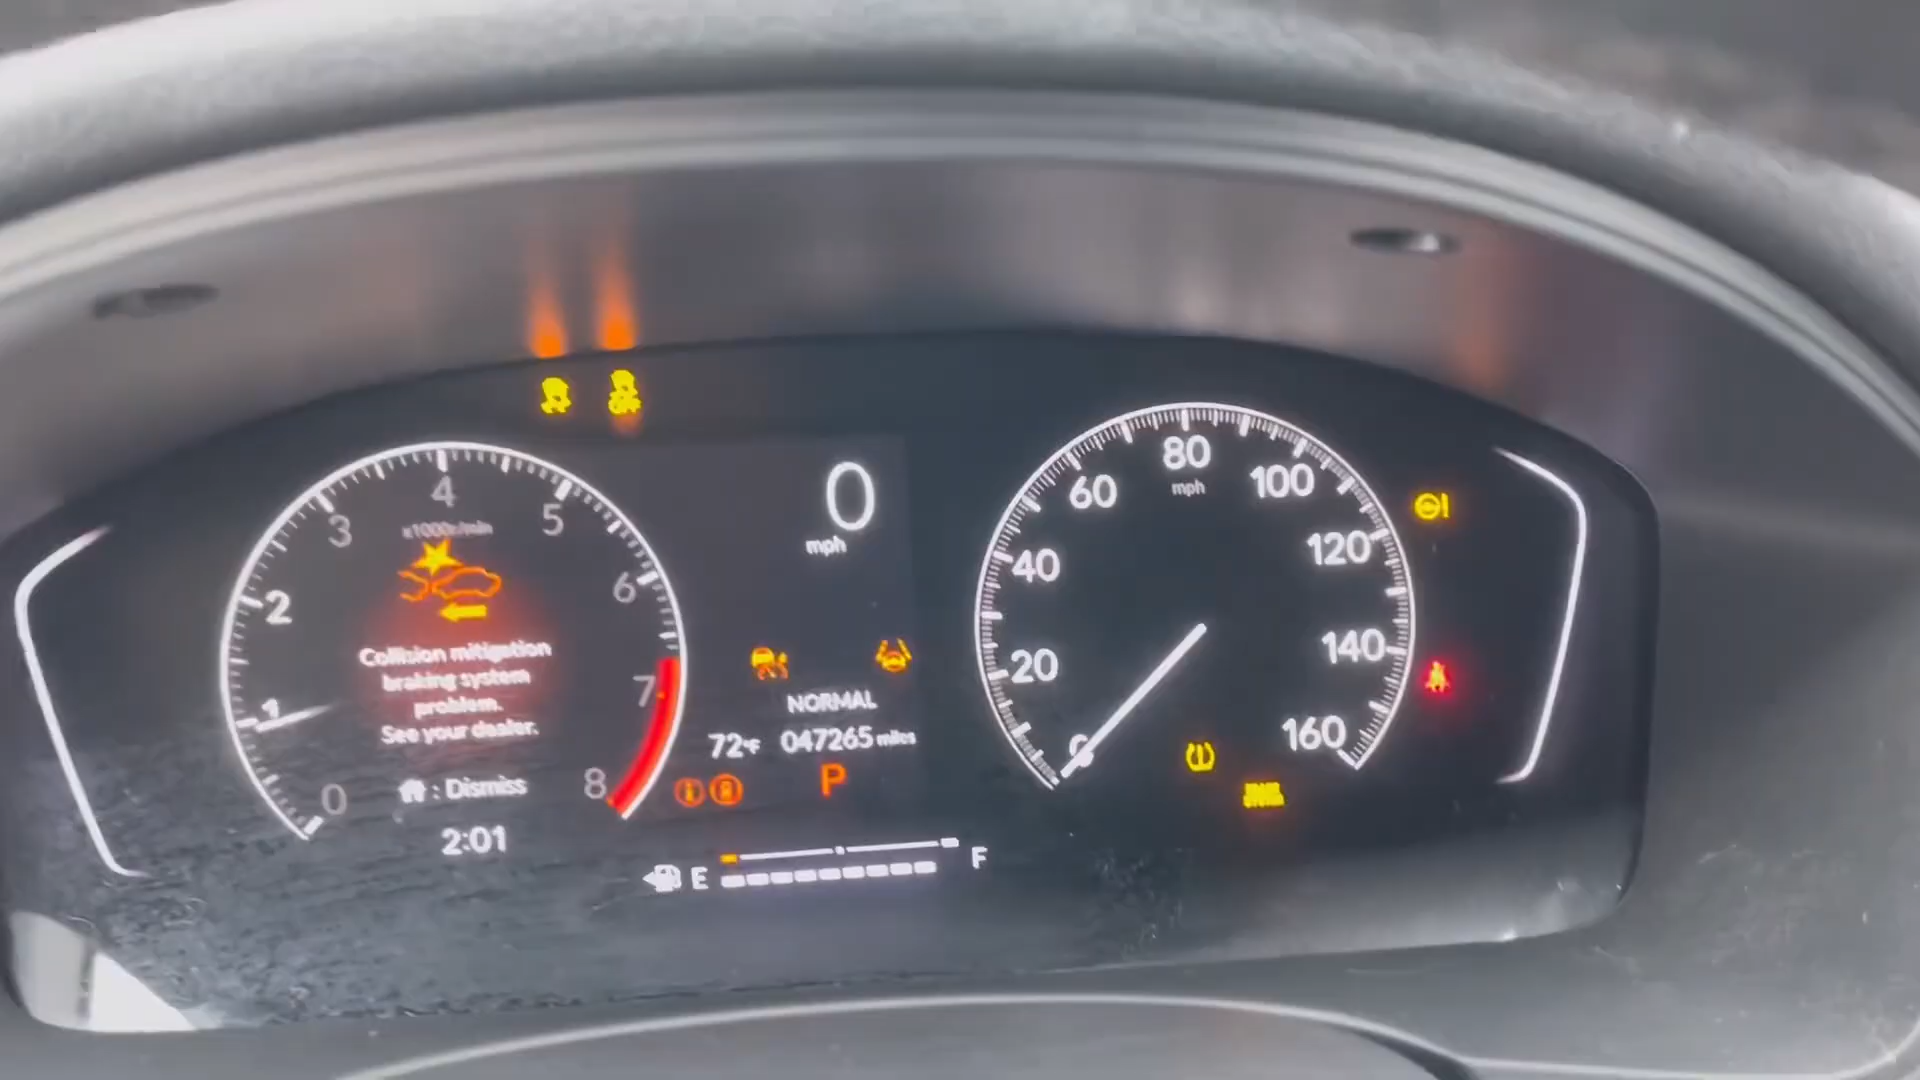 4
3
5
x1000r/min
2
6
1
7
0
8
Collision mitigation
braking system
problem.
See your dealer.
: Dismiss
2:01
0
mph
NORMAL
72°F 047265 miles
P
E
F
80
mph
60
100
40
120
20
140
0
160
!
OFF